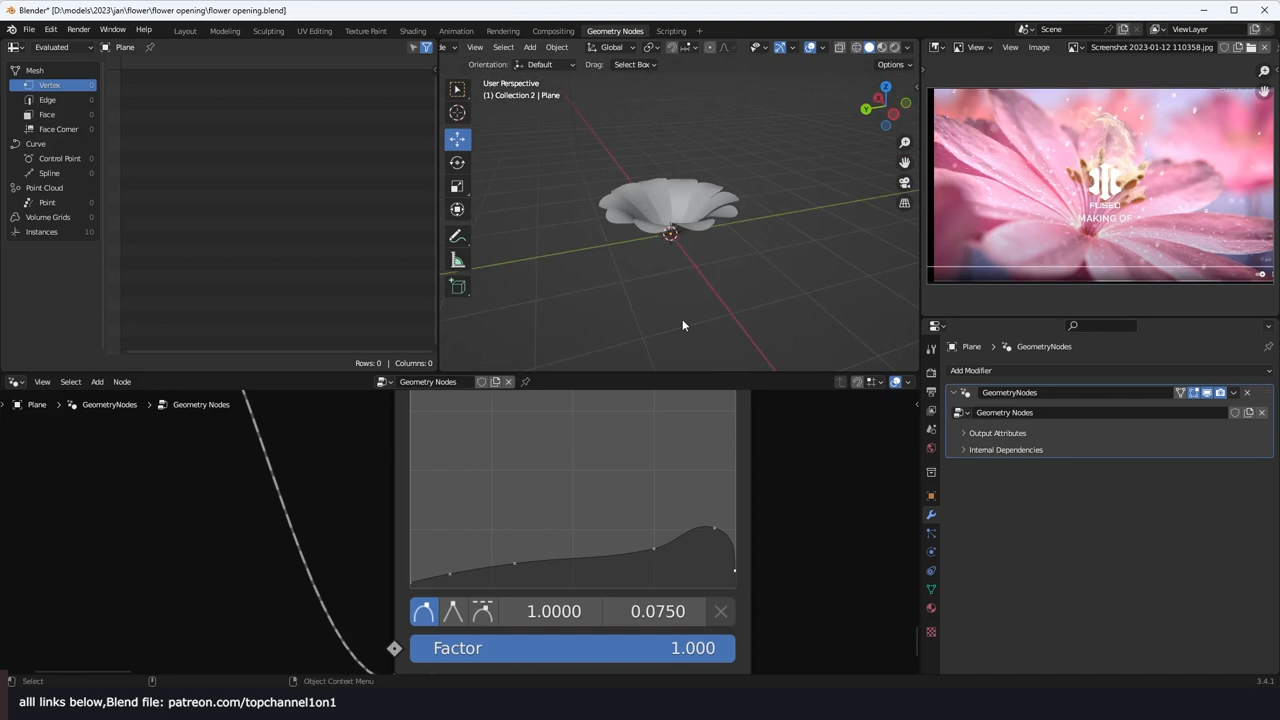 Blender* [D:\models\2023\jan\flower\flower opening\flower opening.blend]
File Edit Render Window Help Layout Modeling Sculpting UV Editing Texture Paint Shading Animation Rendering Compositing Geometry Nodes Scripting Scene ViewLayer
Evaluated Plane View Select Add Object Global View View Image Screenshot 2023-01-12 110358.jpg
Orientation: Default Drag: Select Box Options
Mesh
Vertex 0
Edge 0
Face 0
Face Corner 0
Curve
Control Point 0
Spline 0
Point Cloud
Point 0
Volume Grids 0
Instances 10
Rows: 0 | Columns: 0
User Perspective
(1) Collection 2 | Plane
X
Y
Z
FUSED
MAKING OF
View Select Add Node Geometry Nodes
Plane > GeometryNodes > Geometry Nodes
1.0000 0.0750
Factor 1.000
Plane > GeometryNodes
Add Modifier
GeometryNodes
Geometry Nodes
> Output Attributes
> Internal Dependencies
Select Object Context Menu 3.4.1
alll links below,Blend file: patreon.com/topchannel1on1